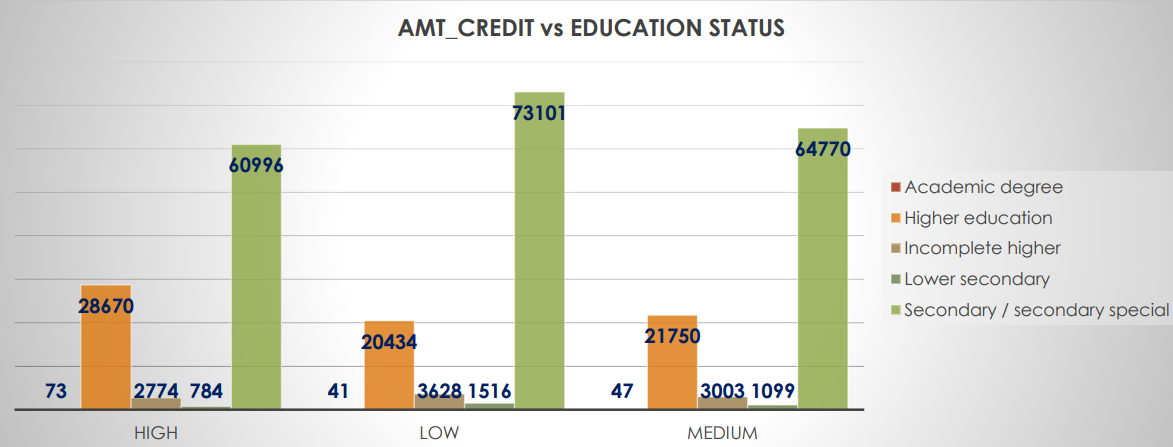 AMT_CREDIT vs EDUCATION STATUS
73 28670 2774 784 60996
41 20434 3628 1516 73101
47 21750 3003 1099 64770
HIGH LOW MEDIUM
Academic degree
Higher education
Incomplete higher
Lower secondary
Secondary / secondary special